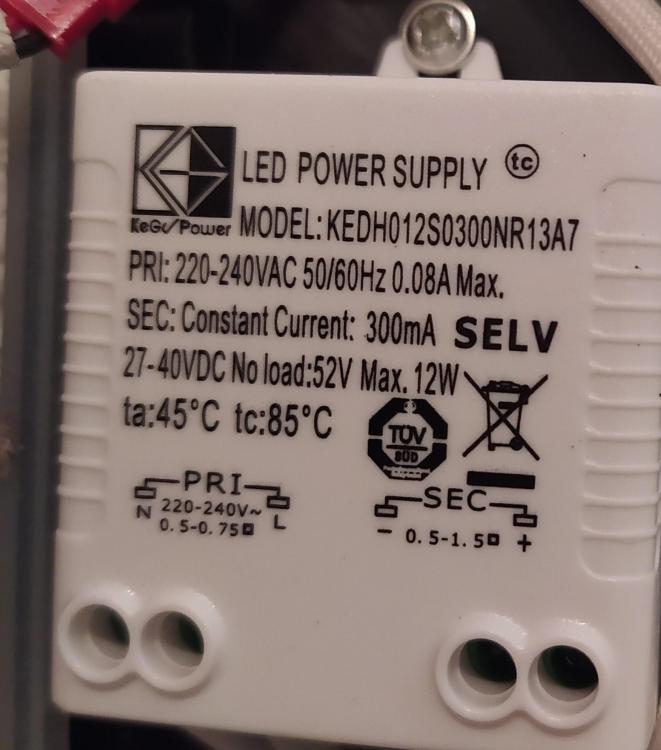 LED POWER SUPPLY tc
KeGu Power
MODEL: KEDH012S0300NR13A7
PRI: 220-240VAC 50/60Hz 0.08A Max.
SEC: Constant Current: 300mA SELV
27-40VDC No load:52V Max. 12W
ta:45°C tc:85°C
TÜV
SÜD
PRI
N 220-240V~ L
0.5-0.75
SEC
- 0.5-1.5 +